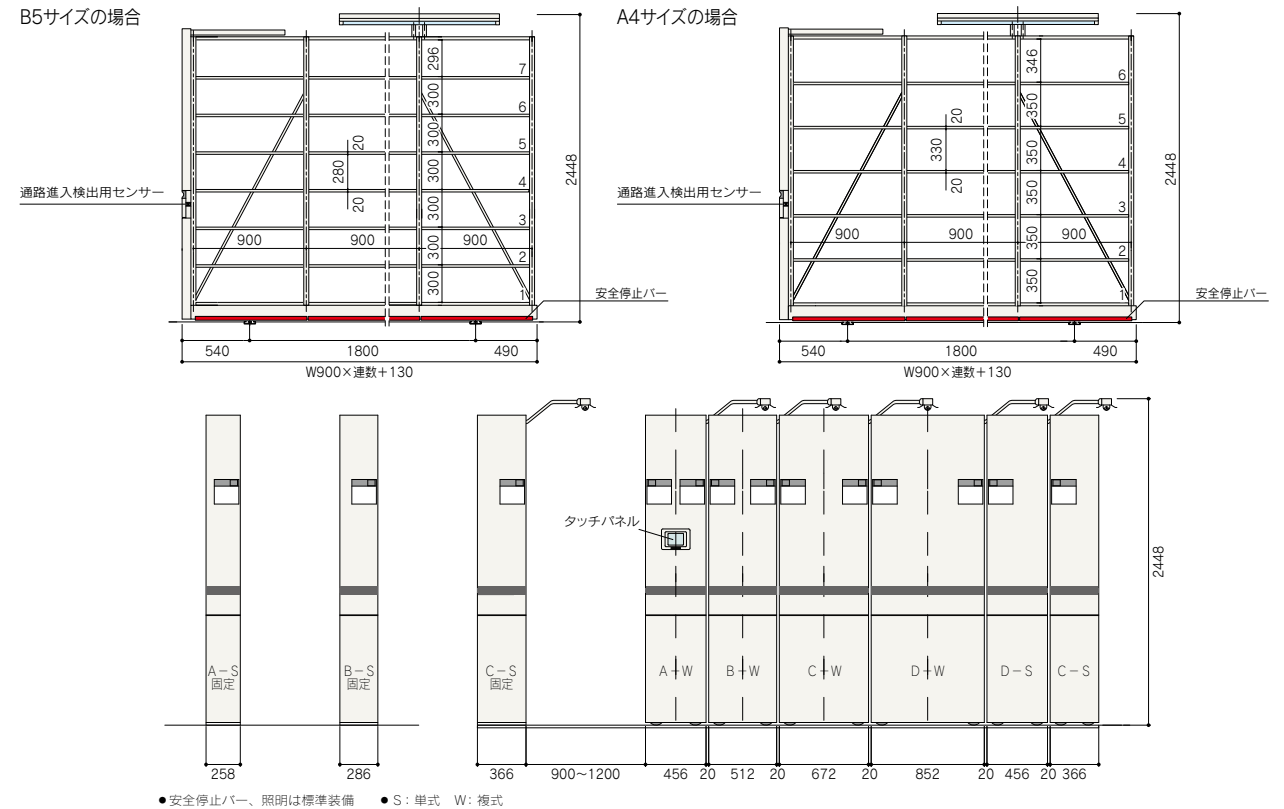 B5サイズの場合
296
300
300
300
300
300
300
7
6
5
4
3
2
1
20
280
20
900
900
900
2448
通路進入検出用センサー
安全停止バー
540
1800
490
W900×連数+130
A4サイズの場合
346
350
350
350
350
350
6
5
4
3
2
1
20
330
20
900
900
900
2448
通路進入検出用センサー
安全停止バー
540
1800
490
W900×連数+130
タッチパネル
2448
A-S
固定
B-S
固定
C-S
固定
A W
B W
C W
D W
D-S
C-S
258
286
366
900~1200
456
20
512
20
672
20
852
20
456
20
366
●安全停止バー、照明は標準装備 ●S:単式 W:複式